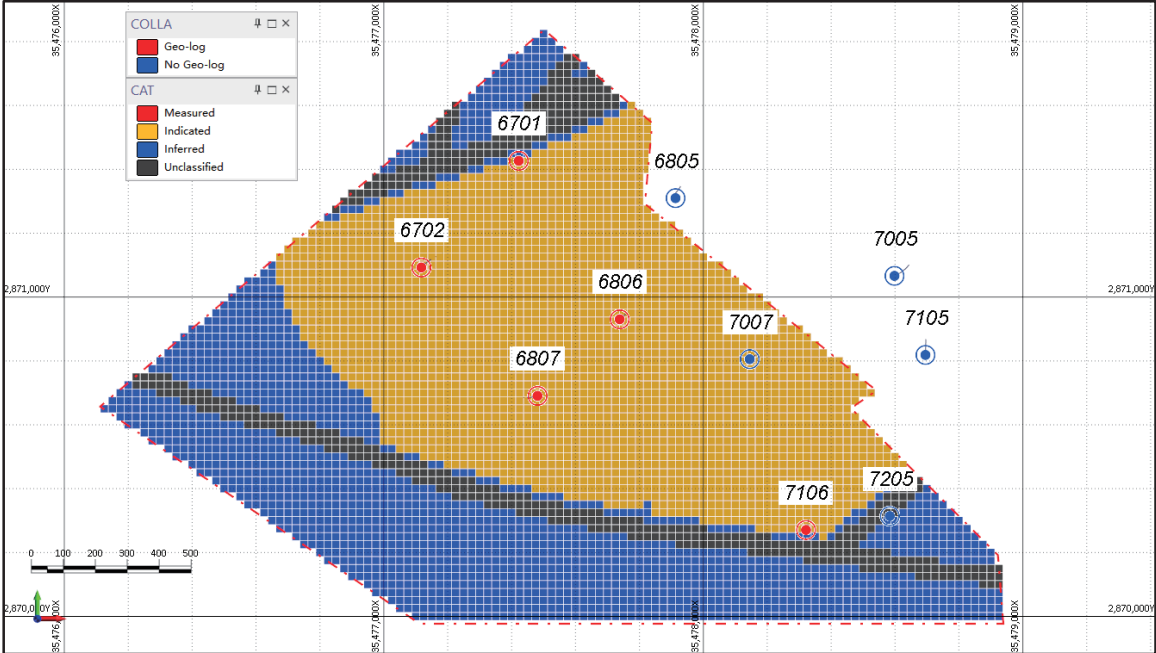 COLLA
Geo-log
No Geo-log
CAT
Measured
Indicated
Inferred
Unclassified
35,476,000X
35,477,000X
35,478,000X
35,479,000X
6701
6805
6702
7005
6806
2,871,000Y
2,871,000Y
7007
7105
6807
7205
7106
0 100 200 300 400 500
2,870,000Y
2,870,000Y
35,476,000X
35,477,000X
35,478,000X
35,479,000X